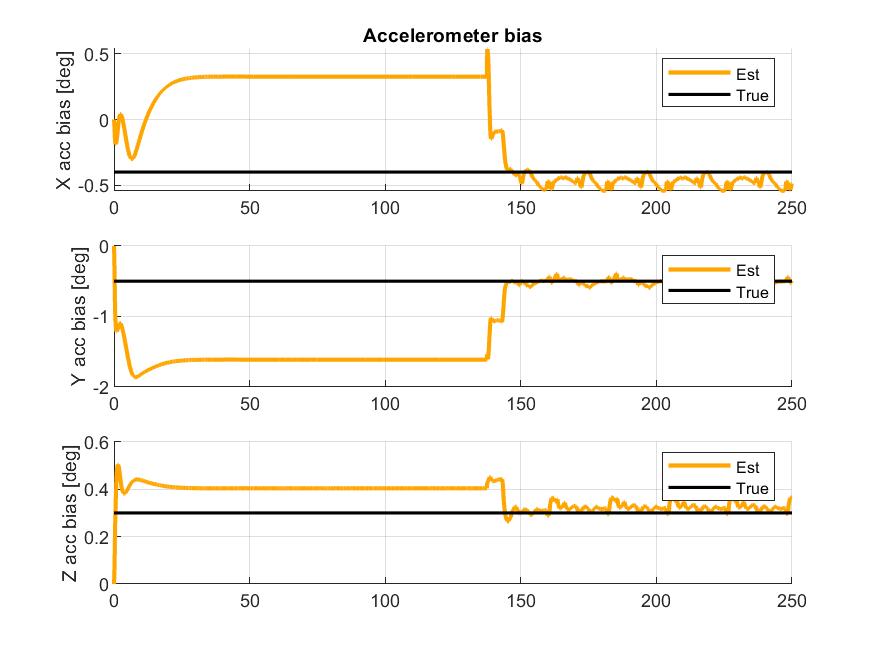 Accelerometer bias
X acc bias [deg]
0.5
0
-0.5
Est
True
0 50 100 150 200 250
Y acc bias [deg]
0
-1
-2
Est
True
0 50 100 150 200 250
Z acc bias [deg]
0.6
0.4
0.2
0
Est
True
0 50 100 150 200 250